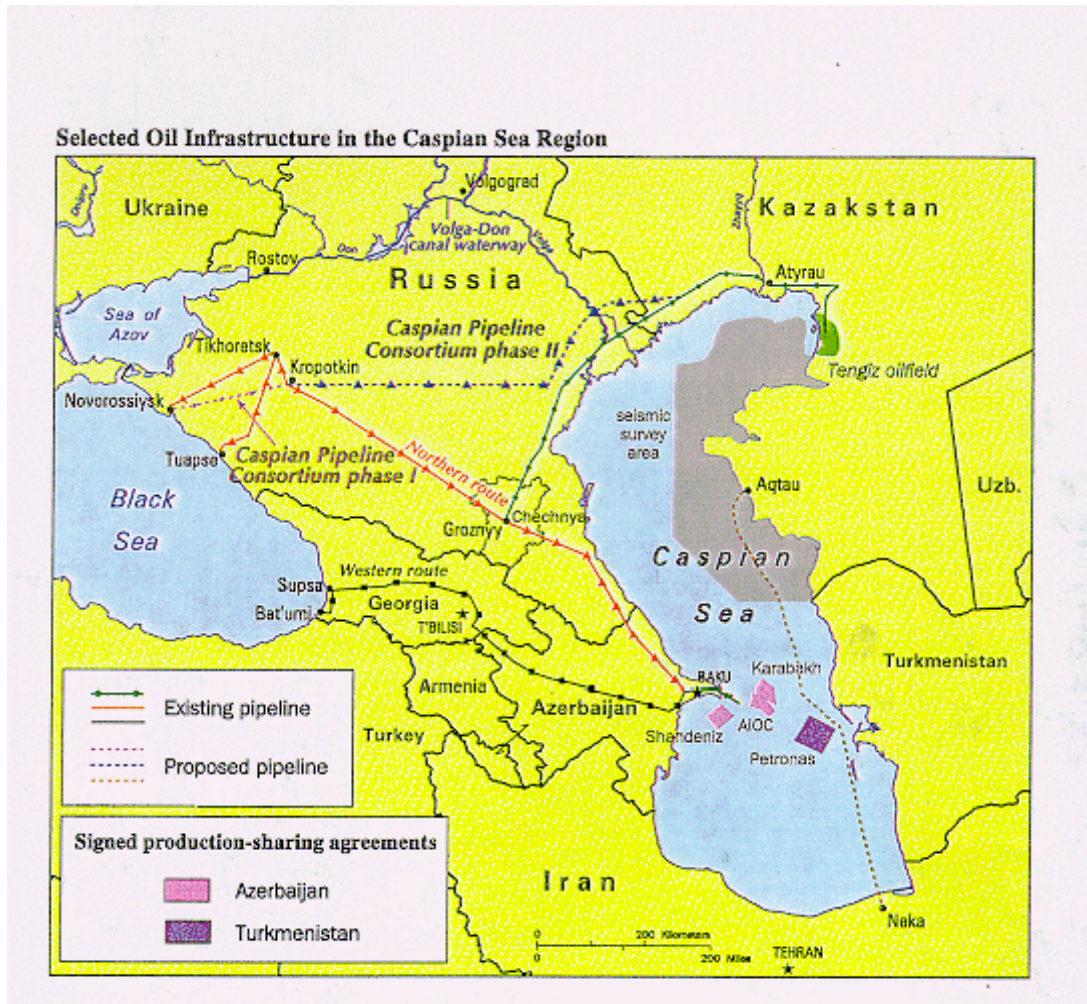 Selected Oil Infrastructure in the Caspian Sea Region
Volgograd
Ukraine
Kazakstan
Volga-Don
canal waterway
Don
Volga
Rostov
Russia
Atyrau
Sea of
Azov
Caspian Pipeline
Consortium phase II
Tikhoratsk
Kropotkin
Tengiz oilfield
Novorossiysk
seismic
survey
area
Tuapse
Caspian Pipeline
Consortium phase I
Northern route
Aqtau
Uzb.
Black
Sea
Groznyy
Chechnya
Caspian
Sea
Western route
Supsa
Georgia
Bat'umi
T'BILISI
Karabakh
Turkmenistan
BAKU
Armenia
Azerbaijan
AIOC
Shahdeniz
Turkey
Petronas
Existing pipeline
Proposed pipeline
Signed production-sharing agreements
Azerbaijan
Turkmenistan
Iran
Neka
0 200 Kilometers
0 200 Miles
TEHRAN